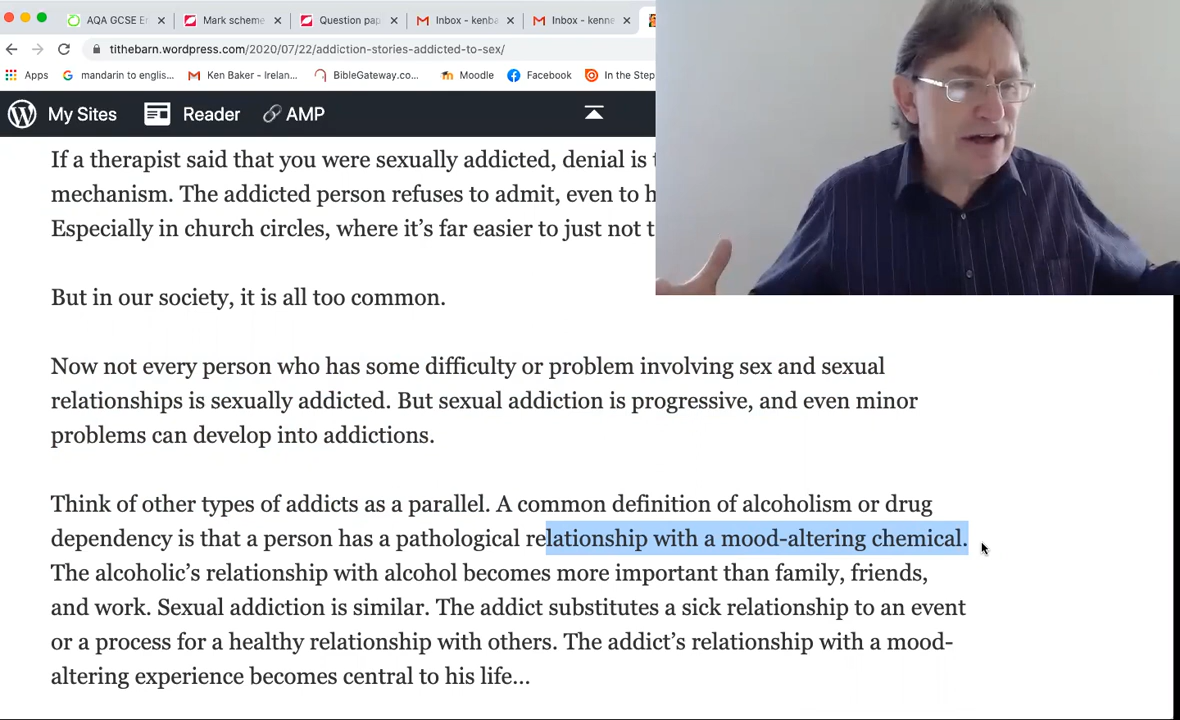 AQA GCSE En
Mark scheme
Question pap
Inbox - kenba
Inbox - kenne
tithebarn.wordpress.com/2020/07/22/addiction-stories-addicted-to-sex/
Apps
mandarin to englis...
Ken Baker - Irelan...
BibleGateway.co...
Moodle
Facebook
In the Step
My Sites
Reader
AMP
If a therapist said that you were sexually addicted, denial is
mechanism. The addicted person refuses to admit, even to
Especially in church circles, where it’s far easier to just not
But in our society, it is all too common.
Now not every person who has some difficulty or problem involving sex and sexual
relationships is sexually addicted. But sexual addiction is progressive, and even minor
problems can develop into addictions.
Think of other types of addicts as a parallel. A common definition of alcoholism or drug
dependency is that a person has a pathological relationship with a mood-altering chemical.
The alcoholic’s relationship with alcohol becomes more important than family, friends,
and work. Sexual addiction is similar. The addict substitutes a sick relationship to an event
or a process for a healthy relationship with others. The addict’s relationship with a mood-
altering experience becomes central to his life…